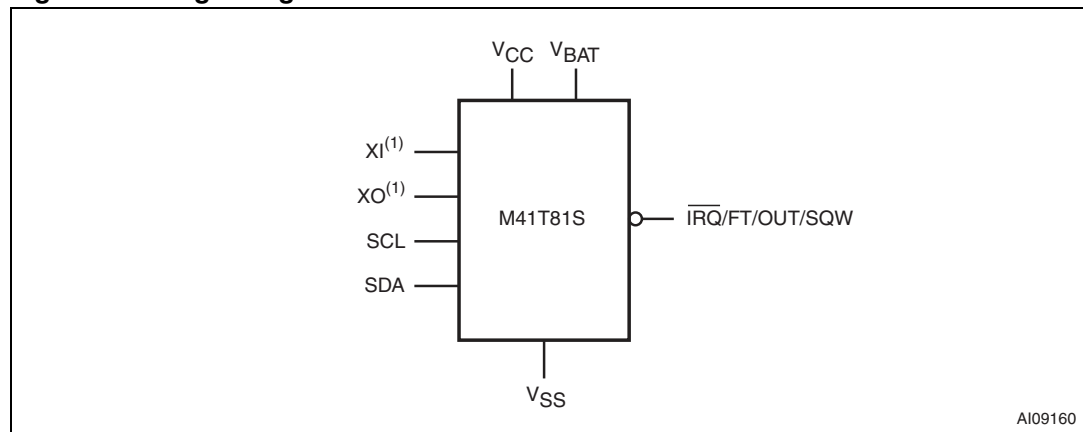 VCC VBAT
XI(1)
XO(1)
M41T81S
IRQ/FT/OUT/SQW
SCL
SDA
VSS
AI09160